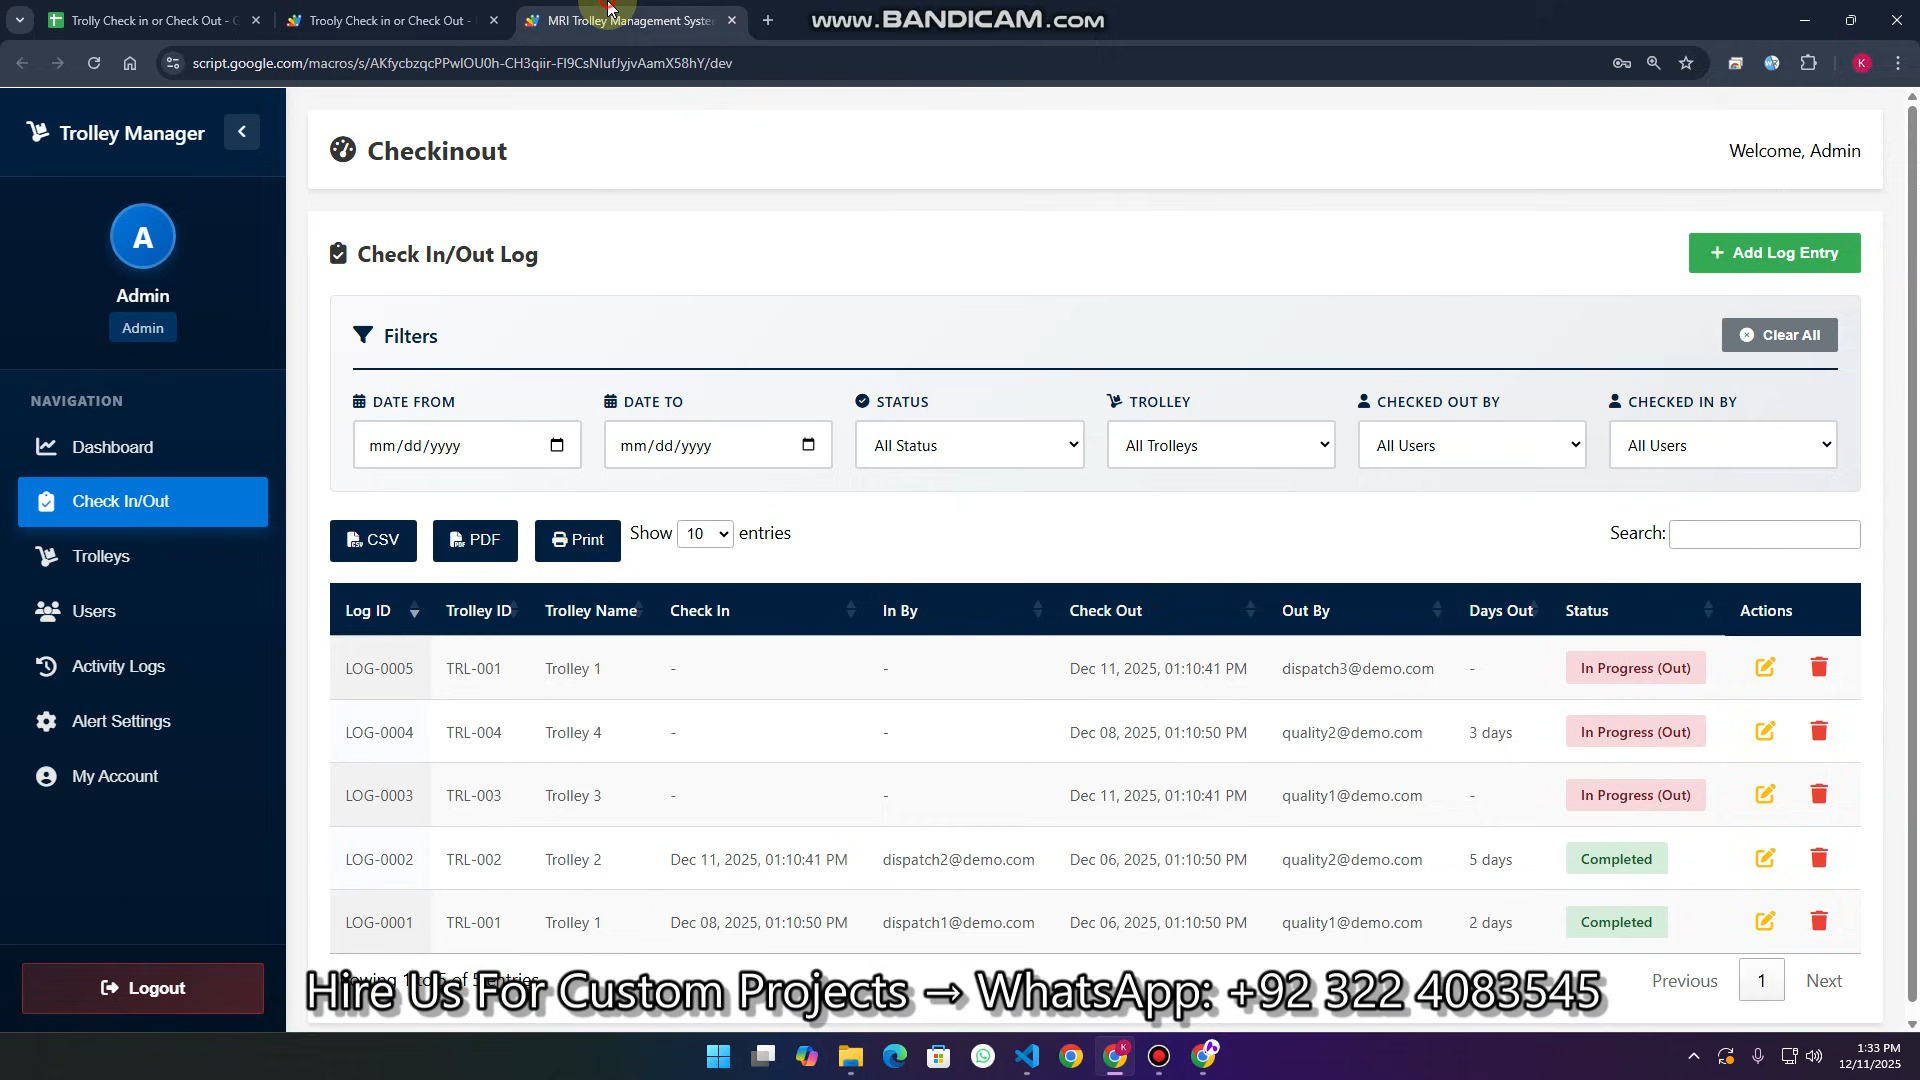 Trolly Check in or Check Out - G
Trooly Check in or Check Out -
MRI Trolley Management Syste
www.BANDICAM.com
script.google.com/macros/s/AKfycbzqcPPwIOU0h-CH3qiir-FI9CsNIufJyjvAamX58hY/dev
K
Trolley Manager
A
Admin
Admin
NAVIGATION
Dashboard
Check In/Out
Trolleys
Users
Activity Logs
Alert Settings
My Account
Logout
Checkinout
Welcome, Admin
Check In/Out Log
Add Log Entry
Filters
Clear All
DATE FROM
DATE TO
STATUS
TROLLEY
CHECKED OUT BY
CHECKED IN BY
mm/dd/yyyy
mm/dd/yyyy
All Status
All Trolleys
All Users
All Users
CSV
PDF
Print
Show 10 entries
Search:
Log ID Trolley ID Trolley Name Check In In By Check Out Out By Days Out Status Actions
LOG-0005 TRL-001 Trolley 1 - - Dec 11, 2025, 01:10:41 PM dispatch3@demo.com - In Progress (Out)
LOG-0004 TRL-004 Trolley 4 - - Dec 08, 2025, 01:10:50 PM quality2@demo.com 3 days In Progress (Out)
LOG-0003 TRL-003 Trolley 3 - - Dec 11, 2025, 01:10:41 PM quality1@demo.com - In Progress (Out)
LOG-0002 TRL-002 Trolley 2 Dec 11, 2025, 01:10:41 PM dispatch2@demo.com Dec 06, 2025, 01:10:50 PM quality2@demo.com 5 days Completed
LOG-0001 TRL-001 Trolley 1 Dec 08, 2025, 01:10:50 PM dispatch1@demo.com Dec 06, 2025, 01:10:50 PM quality1@demo.com 2 days Completed
Showing 1 to 5 of 5 entries
Previous 1 Next
Hire Us For Custom Projects → WhatsApp: +92 322 4083545
1:33 PM
12/11/2025